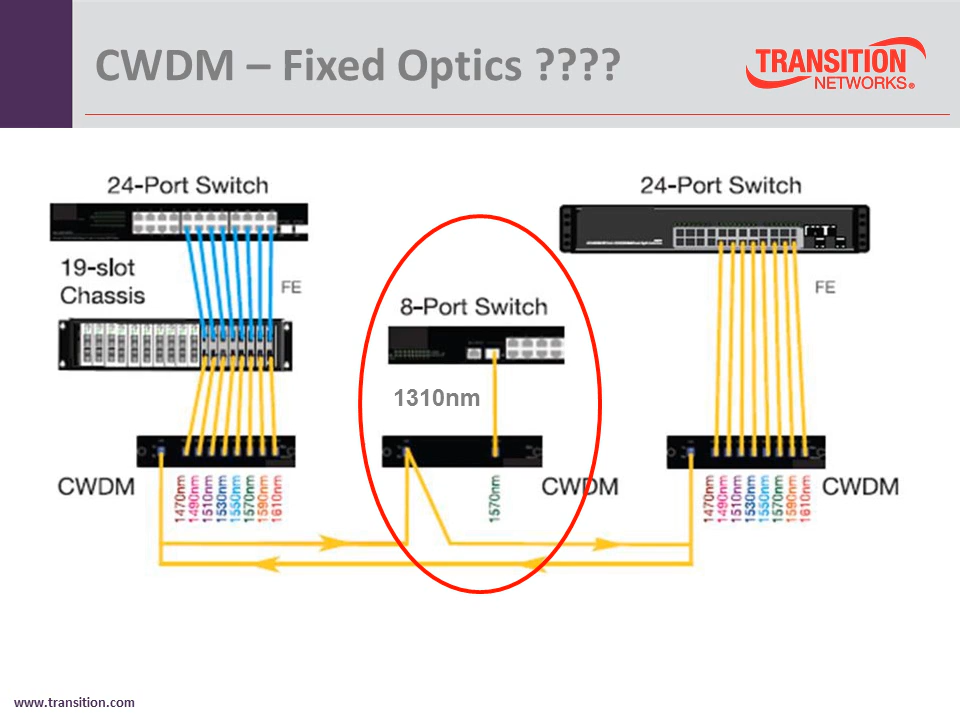 CWDM – Fixed Optics ????
TRANSITION
NETWORKS®
24-Port Switch
24-Port Switch
19-slot
Chassis
FE
FE
8-Port Switch
1310nm
CWDM
1470nm
1490nm
1510nm
1530nm
1550nm
1570nm
1590nm
1610nm
1570nm
CWDM
1470nm
1490nm
1510nm
1530nm
1550nm
1570nm
1590nm
1610nm
CWDM
www.transition.com